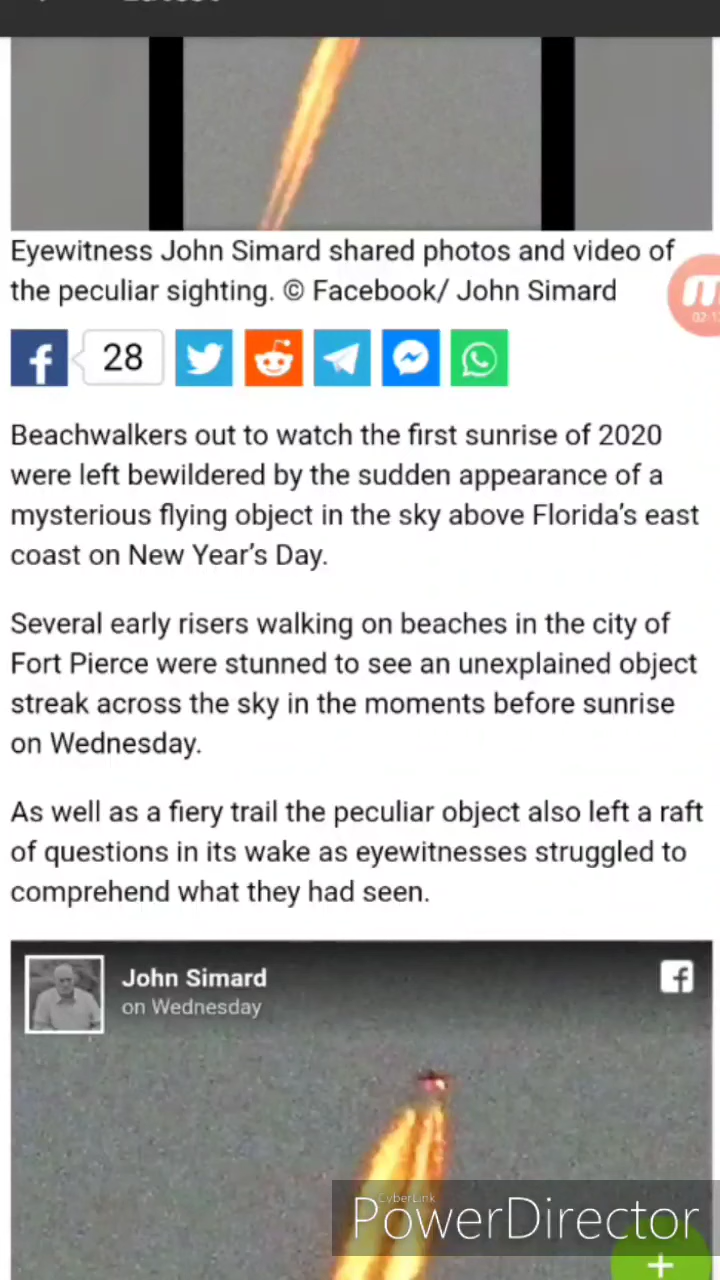 Eyewitness John Simard shared photos and video of
the peculiar sighting. © Facebook/ John Simard
28
Beachwalkers out to watch the first sunrise of 2020
were left bewildered by the sudden appearance of a
mysterious flying object in the sky above Florida’s east
coast on New Year’s Day.
Several early risers walking on beaches in the city of
Fort Pierce were stunned to see an unexplained object
streak across the sky in the moments before sunrise
on Wednesday.
As well as a fiery trail the peculiar object also left a raft
of questions in its wake as eyewitnesses struggled to
comprehend what they had seen.
John Simard
on Wednesday
CyberLink
PowerDirector